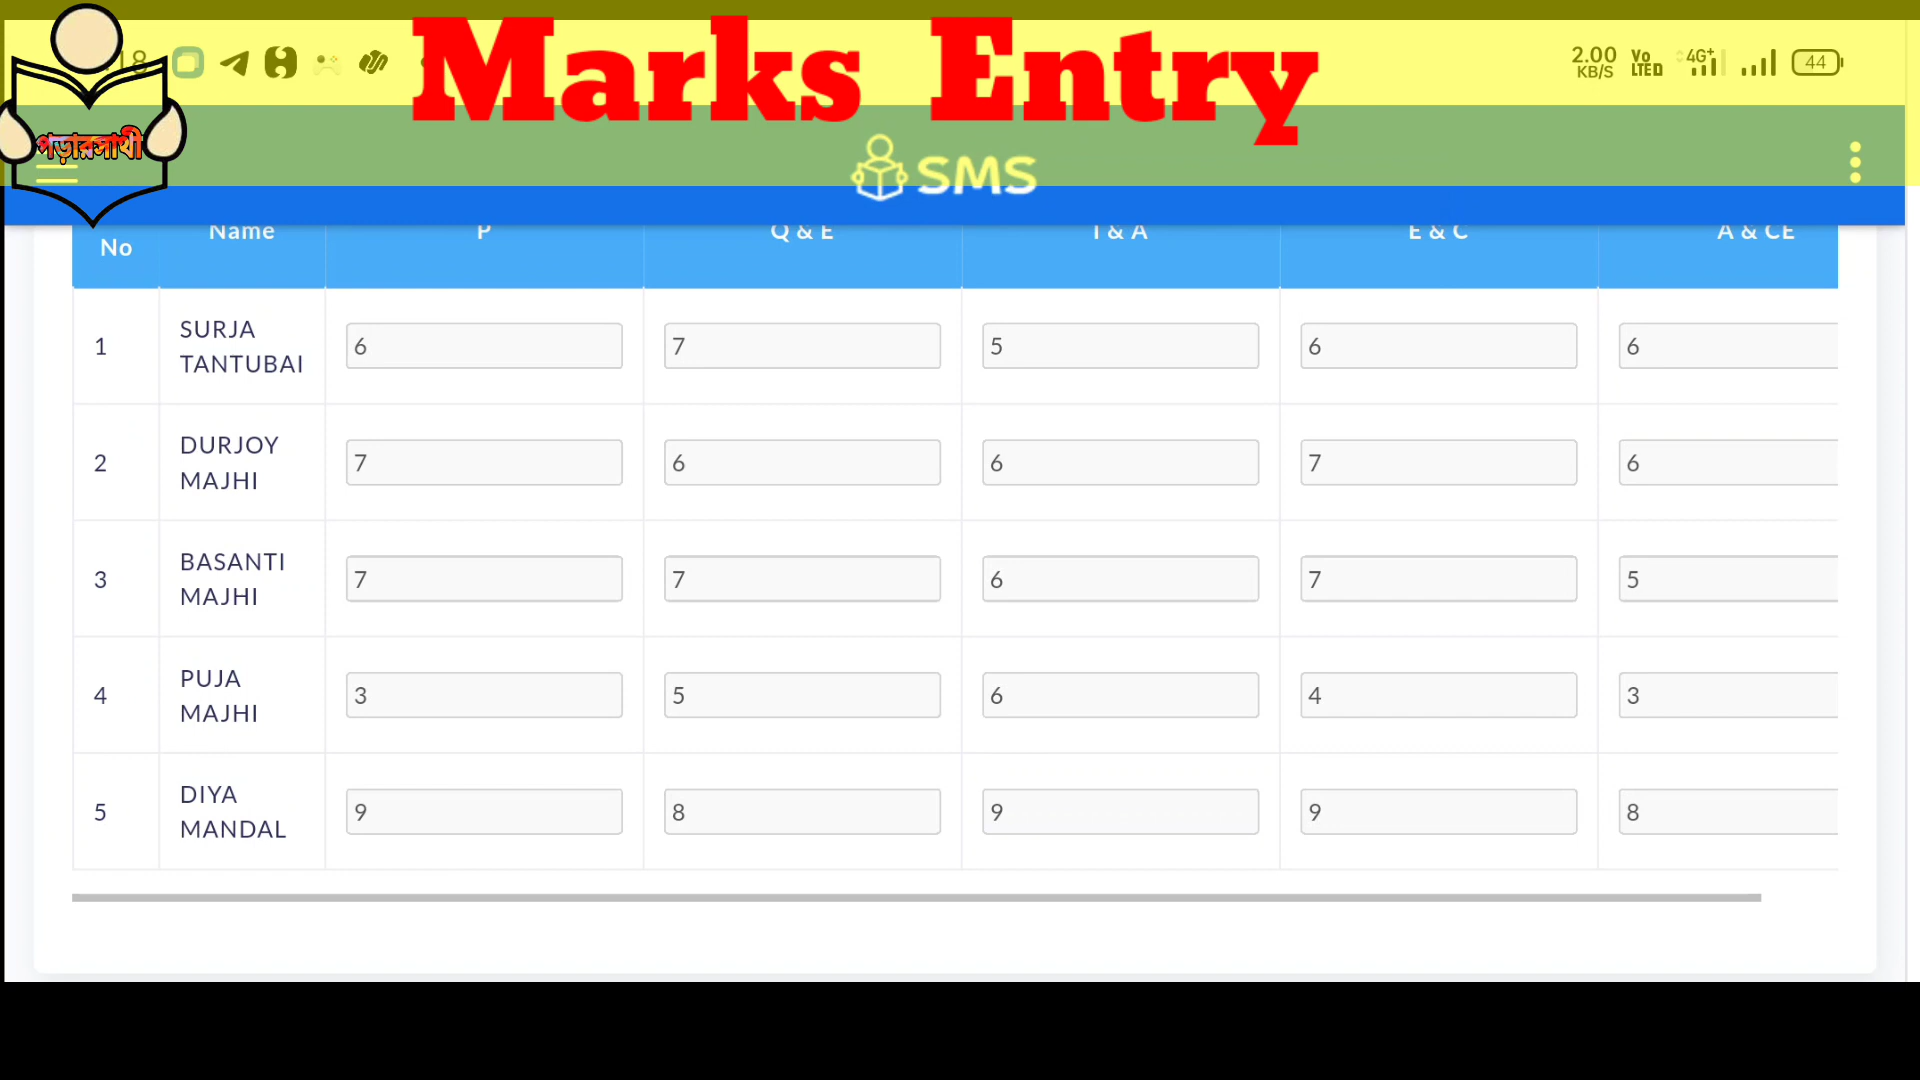 Marks Entry
18
2.00
KB/S
Vo
LTE
4G+
44
পড়ারসাথী
SMS
No Name P Q & E I & A E & C A & CE
1 SURJA TANTUBAI 6 7 5 6 6
2 DURJOY MAJHI 7 6 6 7 6
3 BASANTI MAJHI 7 7 6 7 5
4 PUJA MAJHI 3 5 6 4 3
5 DIYA MANDAL 9 8 9 9 8